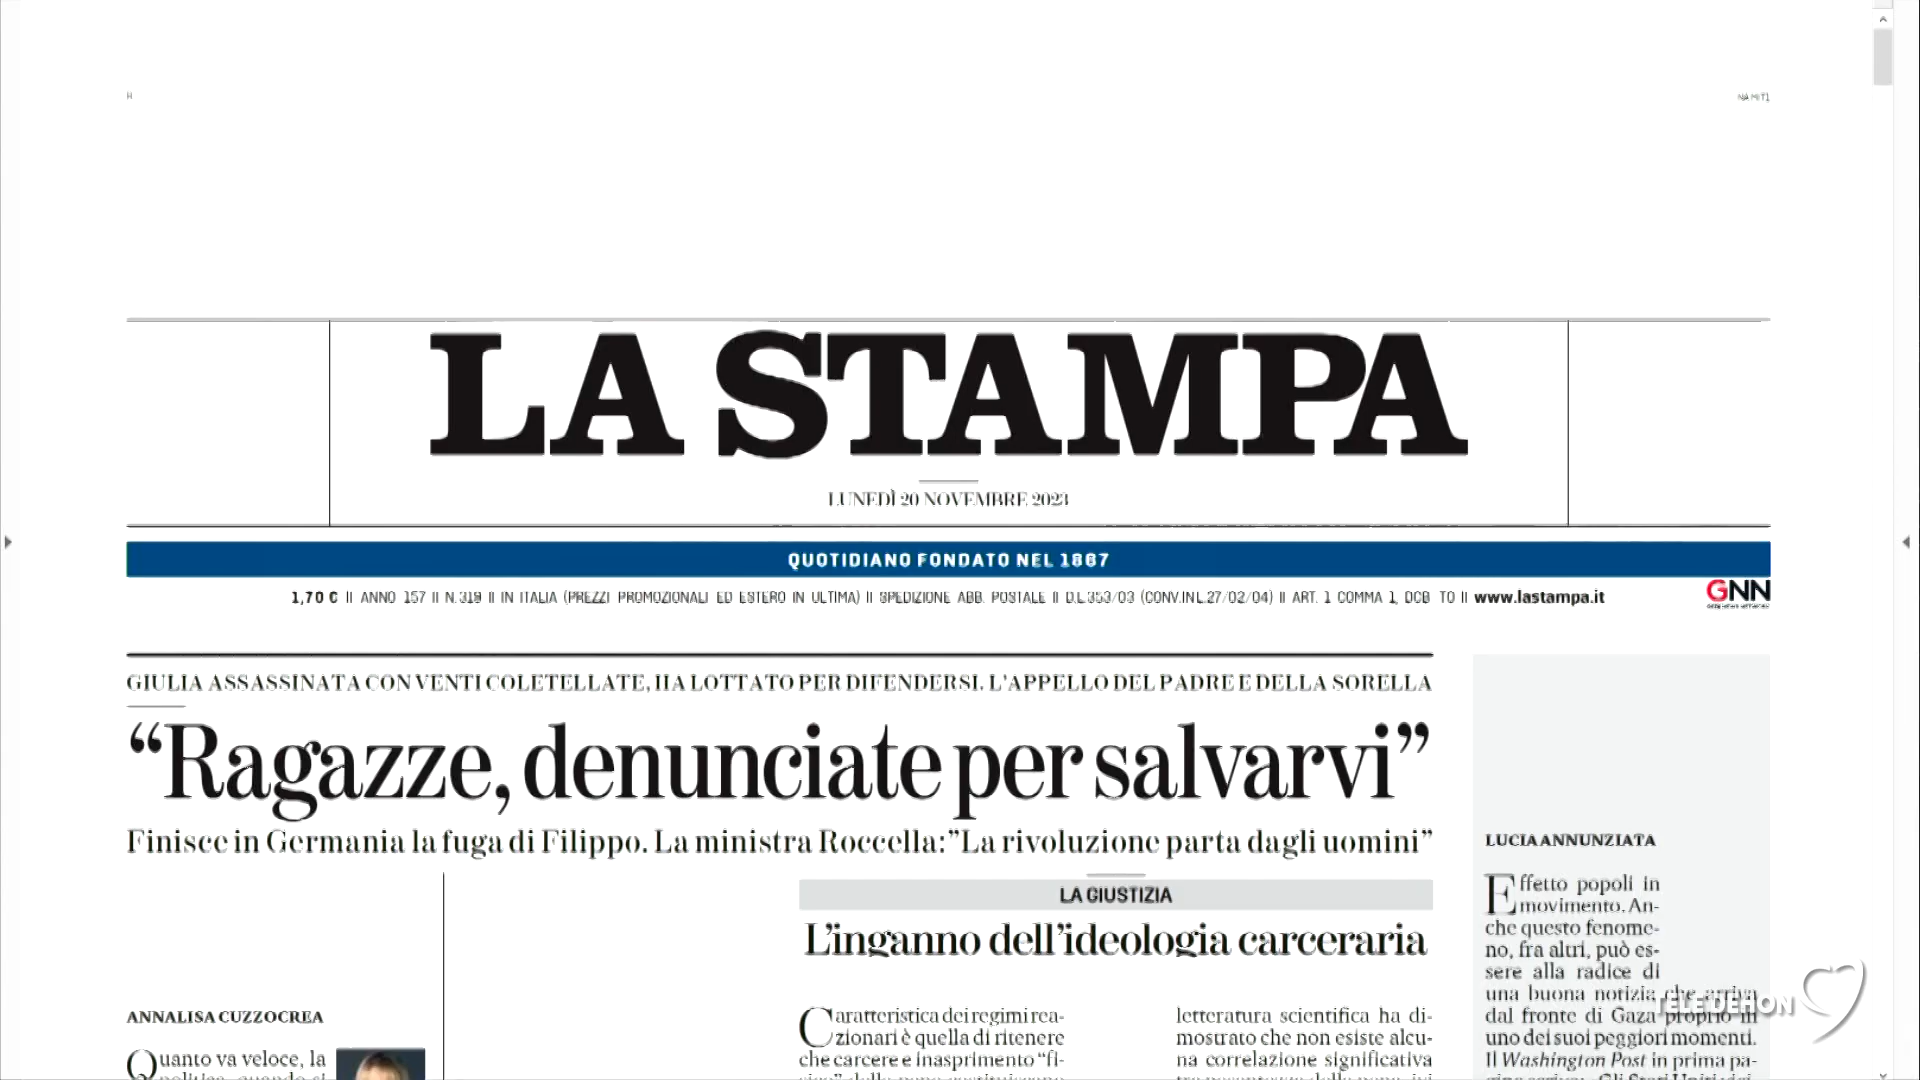 LA STAMPA
LUNEDÌ 20 NOVEMBRE 2023
QUOTIDIANO FONDATO NEL 1867
1,70 € II ANNO 157 II N.319 II IN ITALIA (PREZZI PROMOZIONALI ED ESTERO IN ULTIMA) II SPEDIZIONE ABB. POSTALE II D.L.353/03 (CONV.IN L.27/02/04) II ART. 1 COMMA 1, DCB TO II www.lastampa.it
GNN
GIULIA ASSASSINATA CON VENTI COLETELLATE, HA LOTTATO PER DIFENDERSI. L'APPELLO DEL PADRE E DELLA SORELLA
“Ragazze, denunciate per salvarvi”
Finisce in Germania la fuga di Filippo. La ministra Roccella:”La rivoluzione parta dagli uomini”
LA GIUSTIZIA
L’inganno dell’ideologia carceraria
ANNALISA CUZZOCREA
Quanto va veloce, la
Caratteristica dei regimi rea-
zionari è quella di ritenere
che carcere e inasprimento “fi-
letteratura scientifica ha di-
mostrato che non esiste alcu-
na correlazione significativa
LUCIA ANNUNZIATA
Effetto popoli in
movimento. An-
che questo fenome-
no, fra altri, può es-
sere alla radice di
una buona notizia che arriva
dal fronte di Gaza proprio in
uno dei suoi peggiori momenti.
Il Washington Post in prima pa-
TELEDEHON